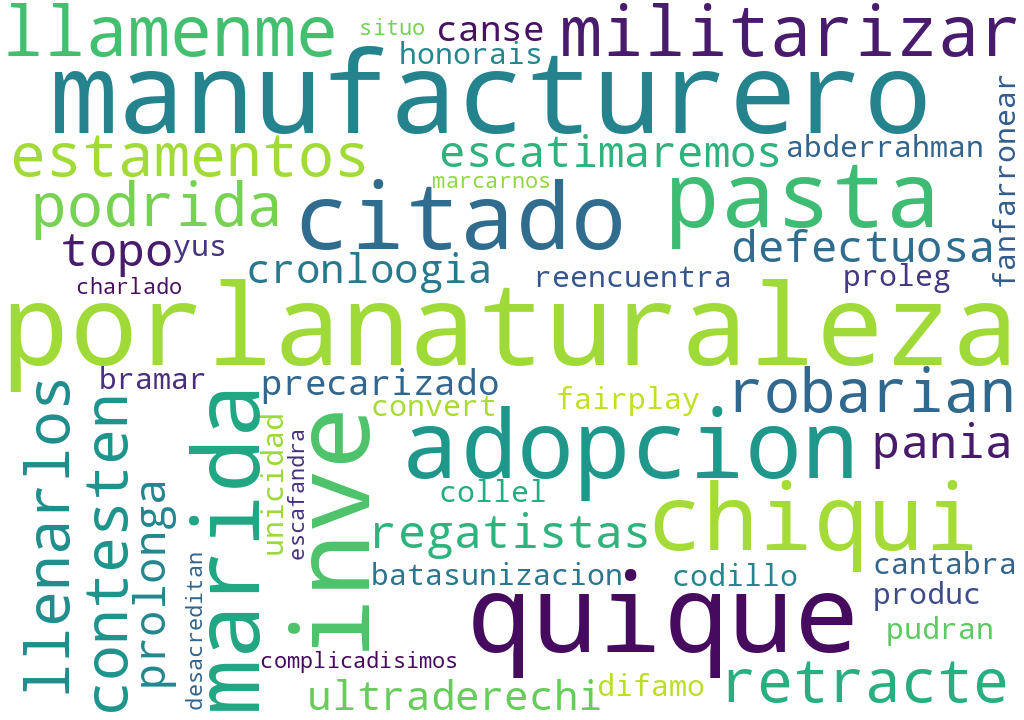 llamenme
situo
canse
militarizar
honorais
manufacturero
fanfarronear
estamentos
escatimaremos
abderrahman
marcarnos
pasta
podrida
citado
topo
yus
defectuosa
cronloogia
reencuentra
proleg
charlado
porlanaturaleza
bramar
precarizado
robarian
llenarlos
contesten
marida
convert
fairplay
inve
adopcion
unicidad
escafandra
pania
prolonga
collel
chiqui
regatistas
desacreditan
batasunizacion
codillo
cantabra
quique
produc
pudran
complicadisimos
ultraderechi
difamo
retracte